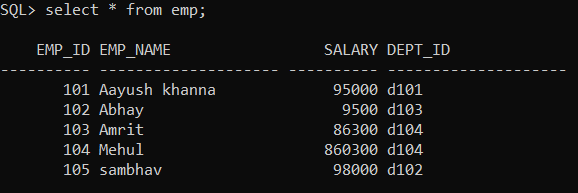 SQL> select * from emp;
    EMP_ID EMP_NAME                 SALARY DEPT_ID
---------- -------------------- ---------- --------------------
       101 Aayush khanna             95000 d101
       102 Abhay                      9500 d103
       103 Amrit                     86300 d104
       104 Mehul                    860300 d104
       105 sambhav                   98000 d102